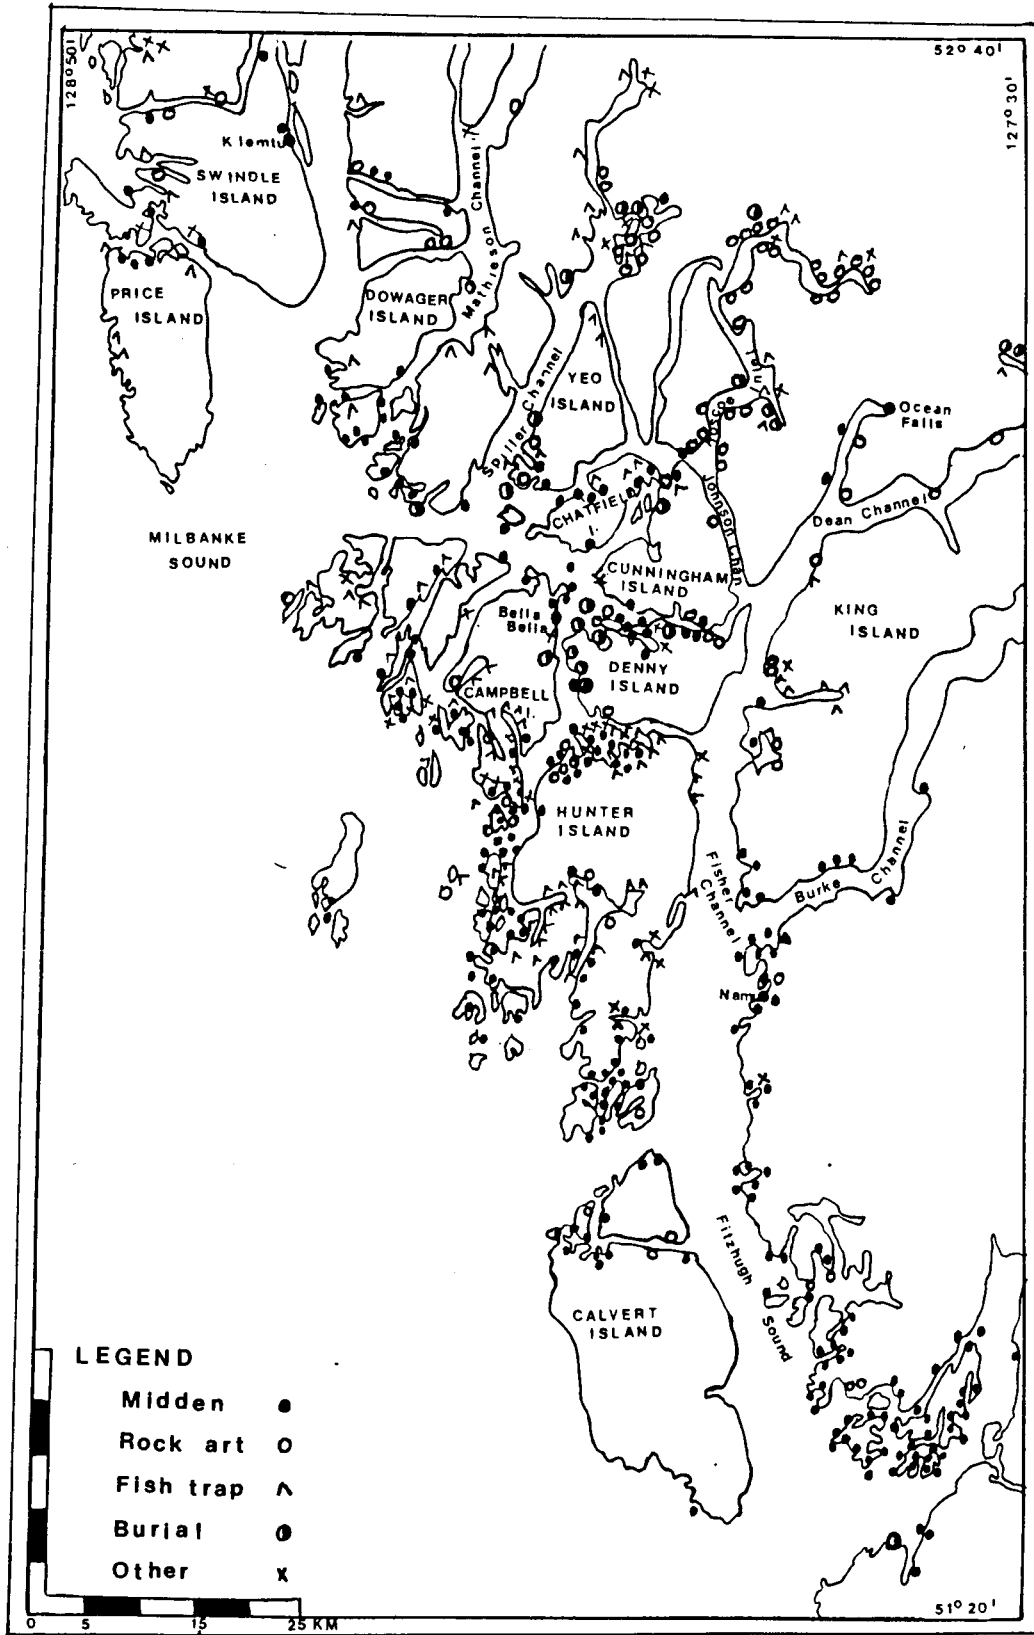 128° 50'
52° 40'
127° 30'
Klemtu
SWINDLE
ISLAND
Mathieson Channel
PRICE
ISLAND
DOWAGER
ISLAND
YEO
ISLAND
Spiller Channel
Roscoe
Ocean
Falls
CHATFIELD
I.
Johnson Chan
Dean Channel
MILBANKE
SOUND
CUNNINGHAM
ISLAND
KING
ISLAND
Bella
Bella
DENNY
ISLAND
CAMPBELL
I.
HUNTER
ISLAND
Fisher
Channel
Burke Channel
Namu
Fitzhugh
Sound
CALVERT
ISLAND
LEGEND
Midden
Rock art
Fish trap
Burial
Other x
0 5 15 25 KM
51° 20'